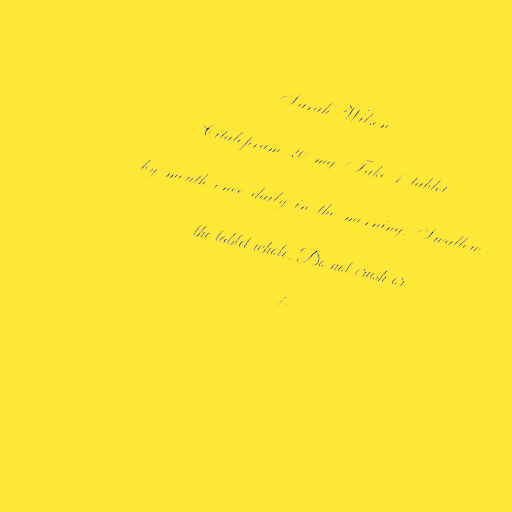 Sarah Wilson
Citalopram 20 mg Take 1 tablet
by mouth once daily in the morning. Swallow
the tablet whole. Do not crush or